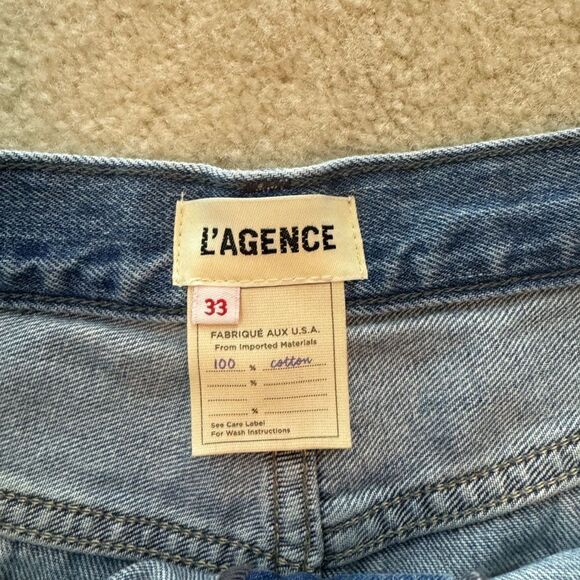 L'AGENCE
33
FABRIQUÉ AUX U.S.A.
From Imported Materials
100 % cotton
%
%
See Care Label
For Wash Instructions